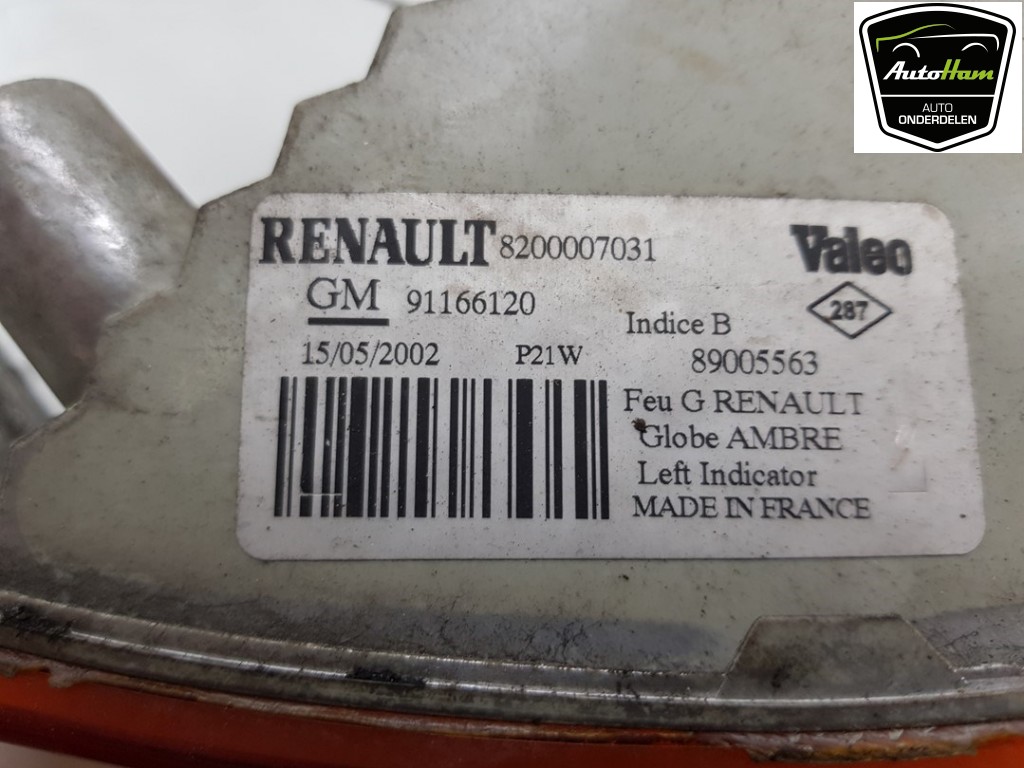 AutoHam
AUTO
ONDERDELEN
RENAULT 8200007031
Valeo
GM 91166120
287
Indice B
15/05/2002 P21W
89005563
Feu G RENAULT
Globe AMBRE
Left Indicator
MADE IN FRANCE